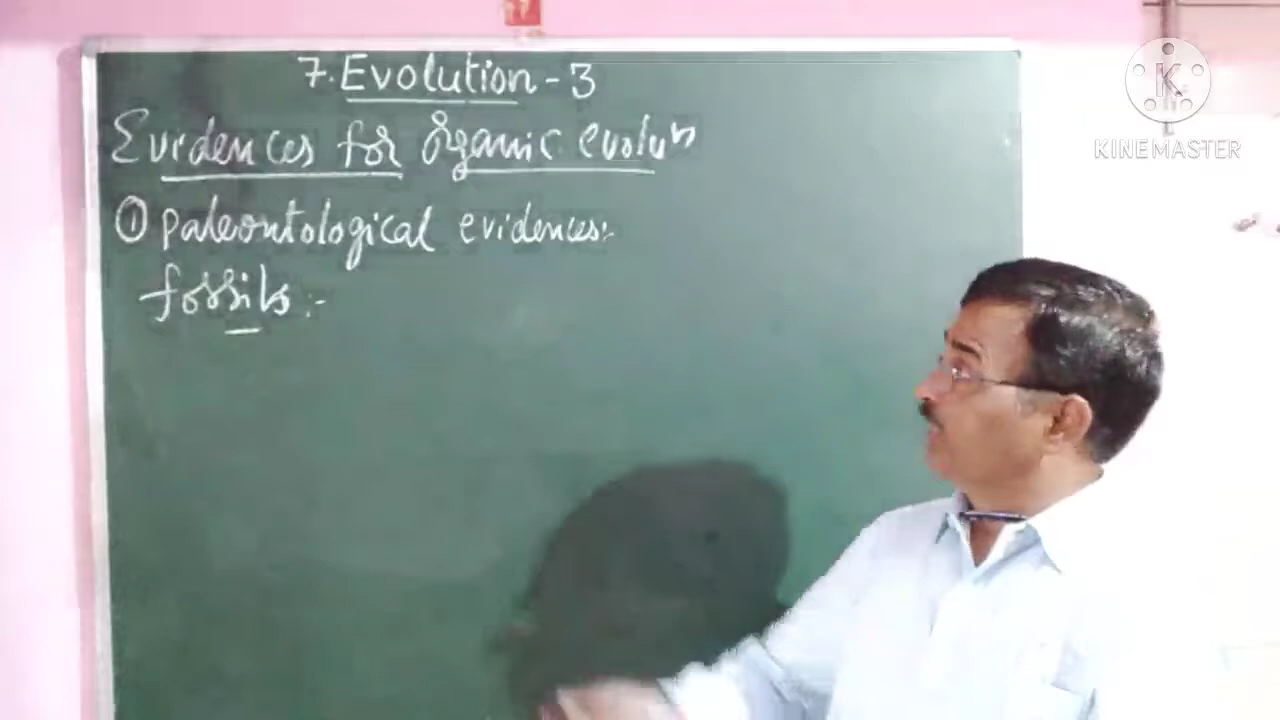 7. Evolution - 3
Evidences for Organic evolun
① Paleontological evidences:-
fossils :-
K
KINEMASTER